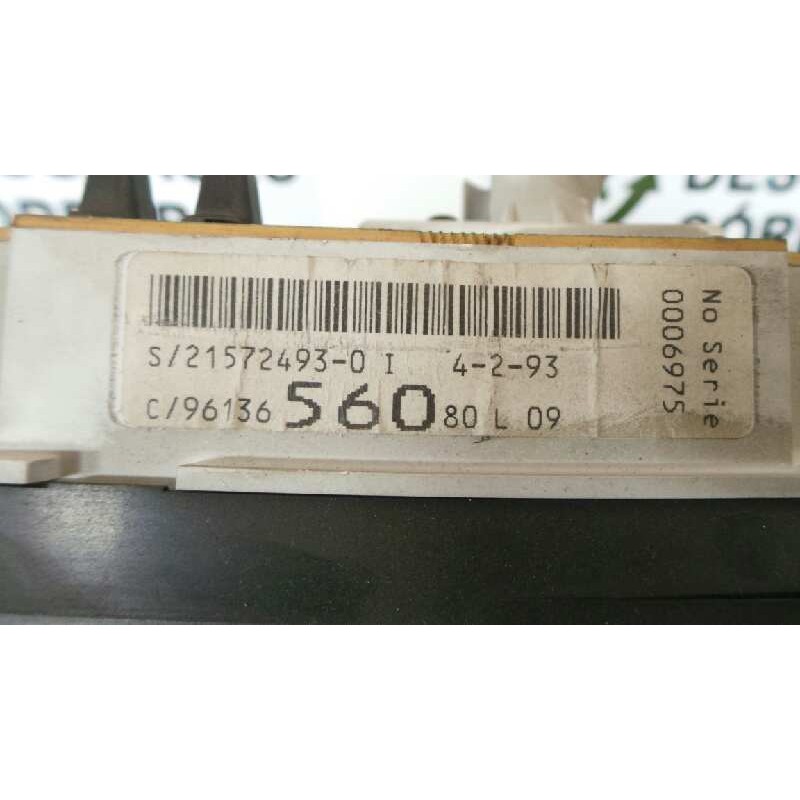 S/21572493-0 I 4-2-93
C/96136 560 80 L 09
No Serie
0006975